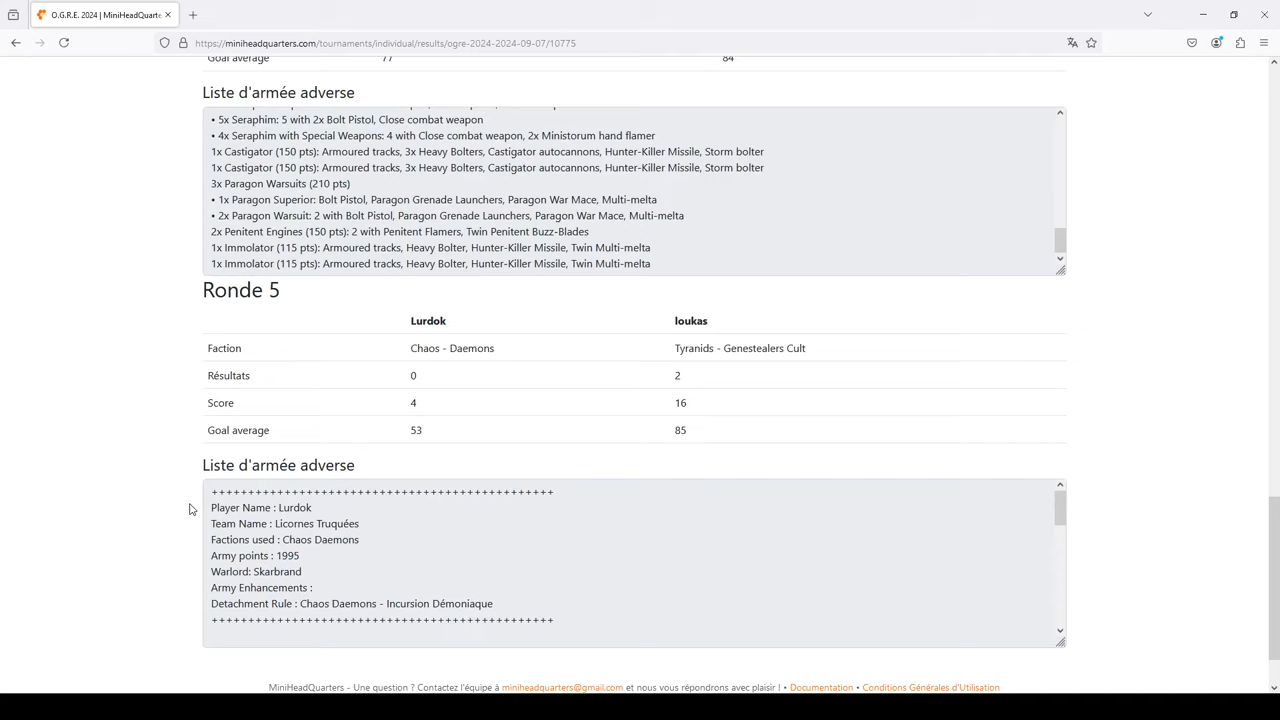 O.G.R.E. 2024 | MiniHeadQuarte
https://miniheadquarters.com/tournaments/individual/results/ogre-2024-2024-09-07/10775
Goal average 77 84
Liste d'armée adverse
• 5x Seraphim: 5 with 2x Bolt Pistol, Close combat weapon
• 4x Seraphim with Special Weapons: 4 with Close combat weapon, 2x Ministorum hand flamer
1x Castigator (150 pts): Armoured tracks, 3x Heavy Bolters, Castigator autocannons, Hunter-Killer Missile, Storm bolter
1x Castigator (150 pts): Armoured tracks, 3x Heavy Bolters, Castigator autocannons, Hunter-Killer Missile, Storm bolter
3x Paragon Warsuits (210 pts)
• 1x Paragon Superior: Bolt Pistol, Paragon Grenade Launchers, Paragon War Mace, Multi-melta
• 2x Paragon Warsuit: 2 with Bolt Pistol, Paragon Grenade Launchers, Paragon War Mace, Multi-melta
2x Penitent Engines (150 pts): 2 with Penitent Flamers, Twin Penitent Buzz-Blades
1x Immolator (115 pts): Armoured tracks, Heavy Bolter, Hunter-Killer Missile, Twin Multi-melta
1x Immolator (115 pts): Armoured tracks, Heavy Bolter, Hunter-Killer Missile, Twin Multi-melta
Ronde 5
Lurdok loukas
Faction Chaos - Daemons Tyranids - Genestealers Cult
Résultats 0 2
Score 4 16
Goal average 53 85
Liste d'armée adverse
+++++++++++++++++++++++++++++++++++++++++++++++
Player Name : Lurdok
Team Name : Licornes Truquées
Factions used : Chaos Daemons
Army points : 1995
Warlord: Skarbrand
Army Enhancements :
Detachment Rule : Chaos Daemons - Incursion Démoniaque
+++++++++++++++++++++++++++++++++++++++++++++++
MiniHeadQuarters - Une question ? Contactez l'équipe à miniheadquarters@gmail.com et nous vous répondrons avec plaisir ! • Documentation • Conditions Générales d'Utilisation